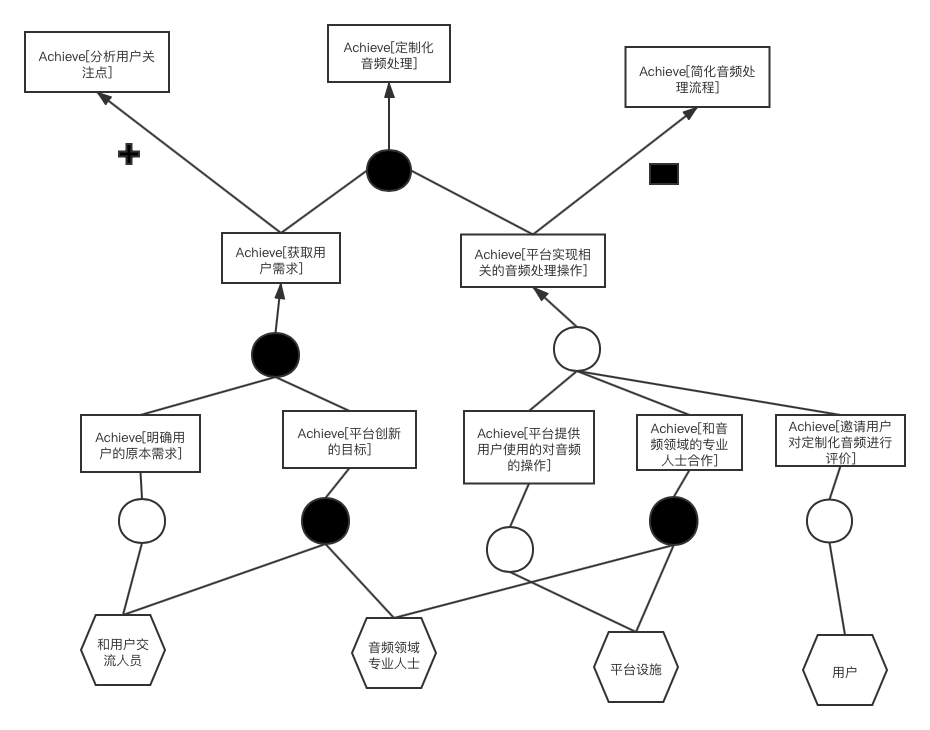 Achieve[分析用户关
注点]
Achieve[定制化
音频处理]
Achieve[简化音频处
理流程]
Achieve[获取用
户需求]
Achieve[平台实现相
关的音频处理操作]
Achieve[明确用
户的原本需求]
Achieve[平台创新
的目标]
Achieve[平台提供
用户使用的对音频
的操作]
Achieve[和音
频领域的专业
人士合作]
Achieve[邀请用户
对定制化音频进行
评价]
和用户交
流人员
音频领域
专业人士
平台设施
用户